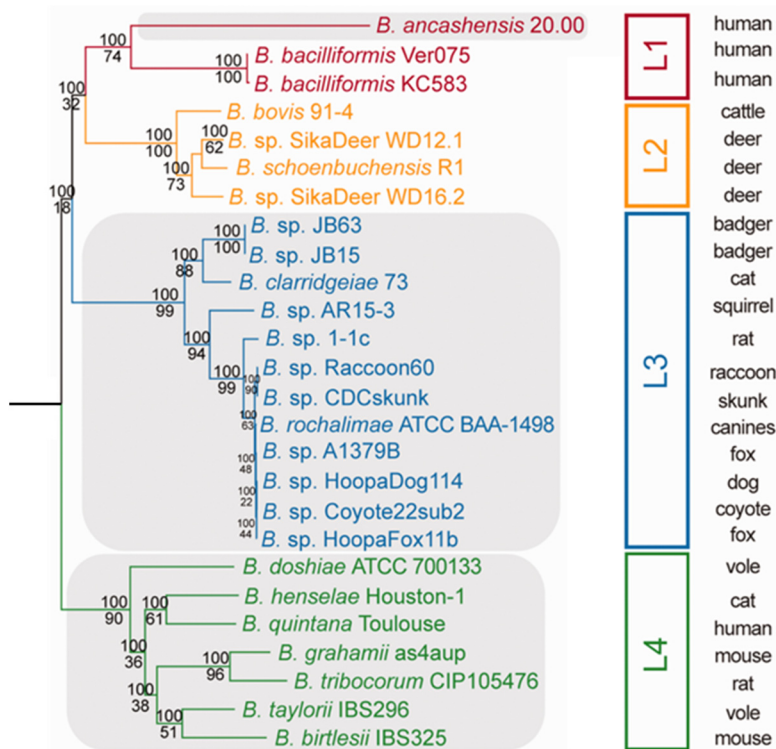 B. ancashensis 20.00 human
100
74
B. bacilliformis Ver075 human
100
100
B. bacilliformis KC583 human
L1
100
32
B. bovis 91-4 cattle
100
100
B. sp. SikaDeer WD12.1 deer
100
62
B. schoenbuchensis R1 deer
100
73
B. sp. SikaDeer WD16.2 deer
L2
100
18
B. sp. JB63 badger
100
100
B. sp. JB15 badger
100
88
B. clarridgeiae 73 cat
100
99
B. sp. AR15-3 squirrel
100
94
B. sp. 1-1c rat
100
99
B. sp. Raccoon60 raccoon
100
90
B. sp. CDCskunk skunk
100
63
B. rochalimae ATCC BAA-1498 canines
B. sp. A1379B fox
100
48
B. sp. HoopaDog114 dog
100
22
B. sp. Coyote22sub2 coyote
100
44
B. sp. HoopaFox11b fox
L3
B. doshiae ATCC 700133 vole
100
90
B. henselae Houston-1 cat
100
61
B. quintana Toulouse human
100
36
B. grahamii as4aup mouse
100
96
B. tribocorum CIP105476 rat
100
38
B. taylorii IBS296 vole
100
51
B. birtlesii IBS325 mouse
L4